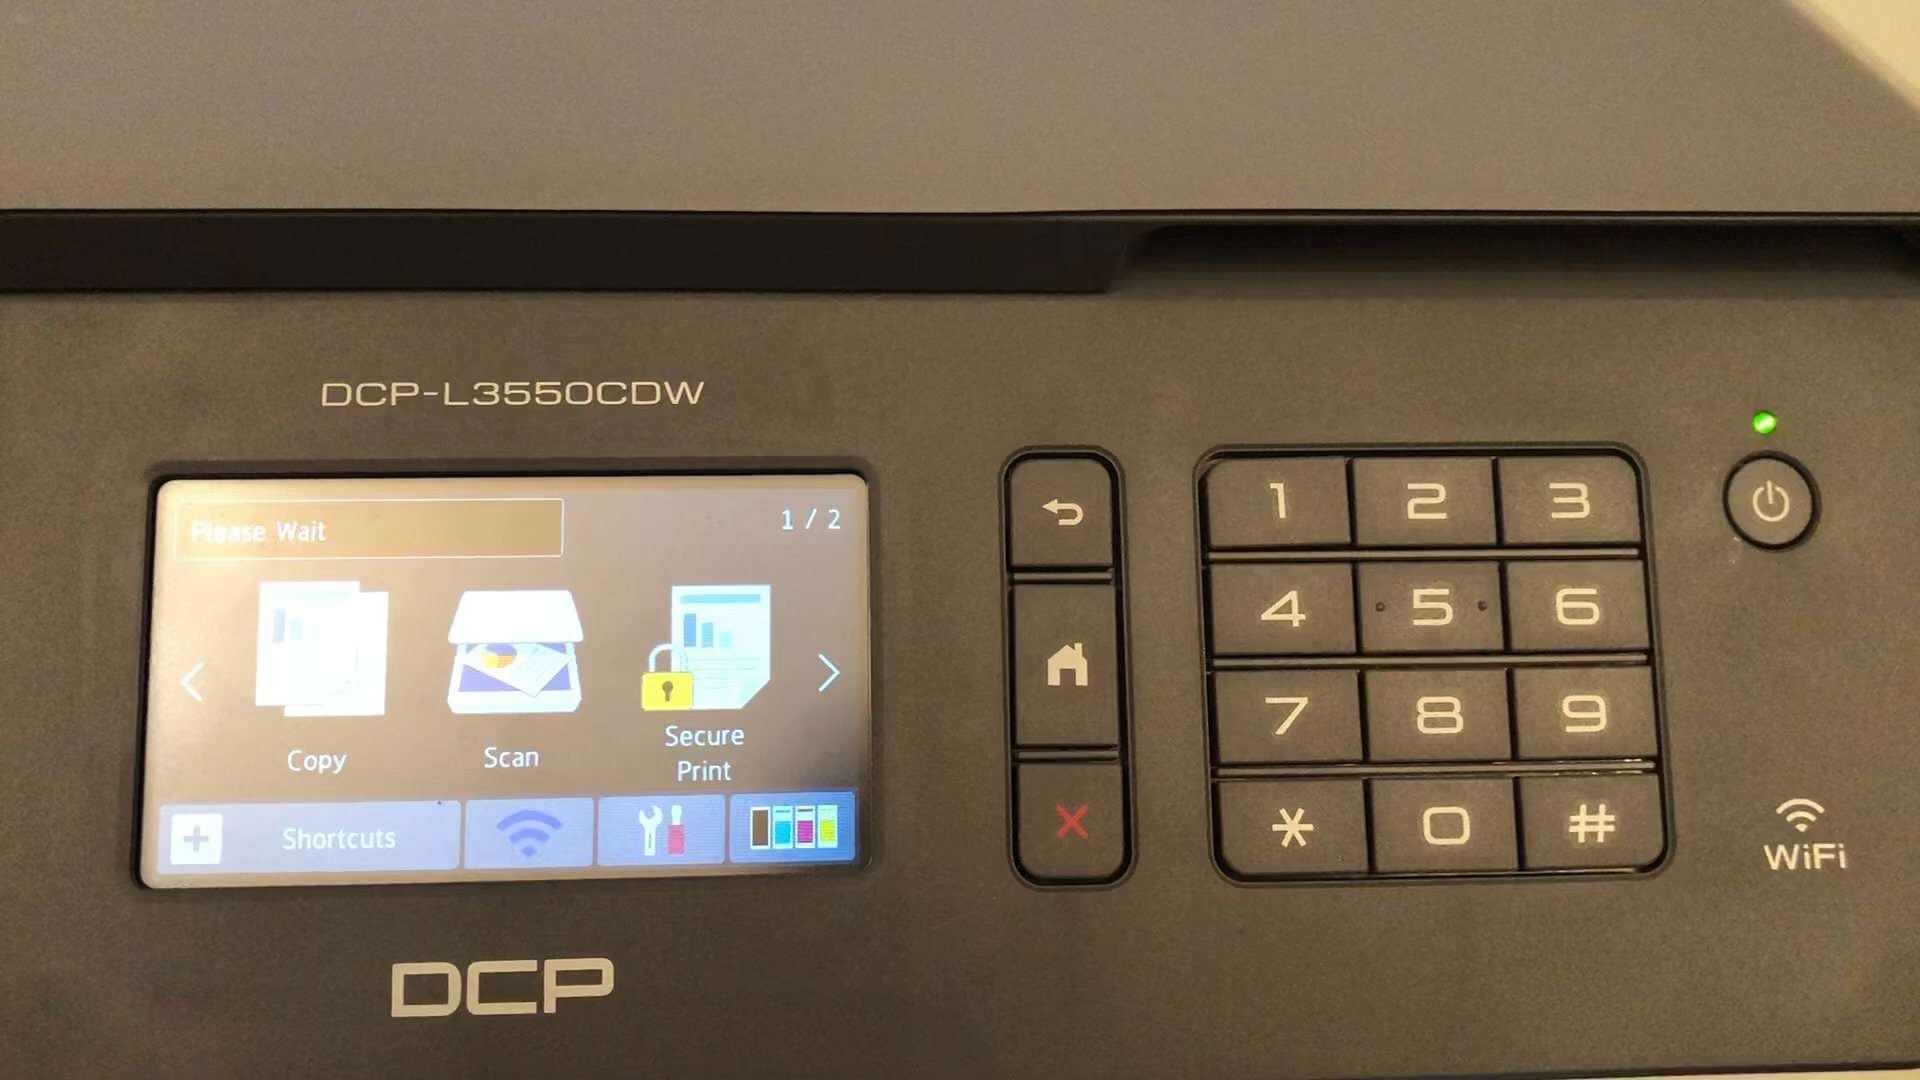 DCP-L3550CDW
Please Wait
1 / 2
Copy
Scan
Secure
Print
Shortcuts
DCP
1 2 3
4 5 6
7 8 9
* 0 #
WiFi